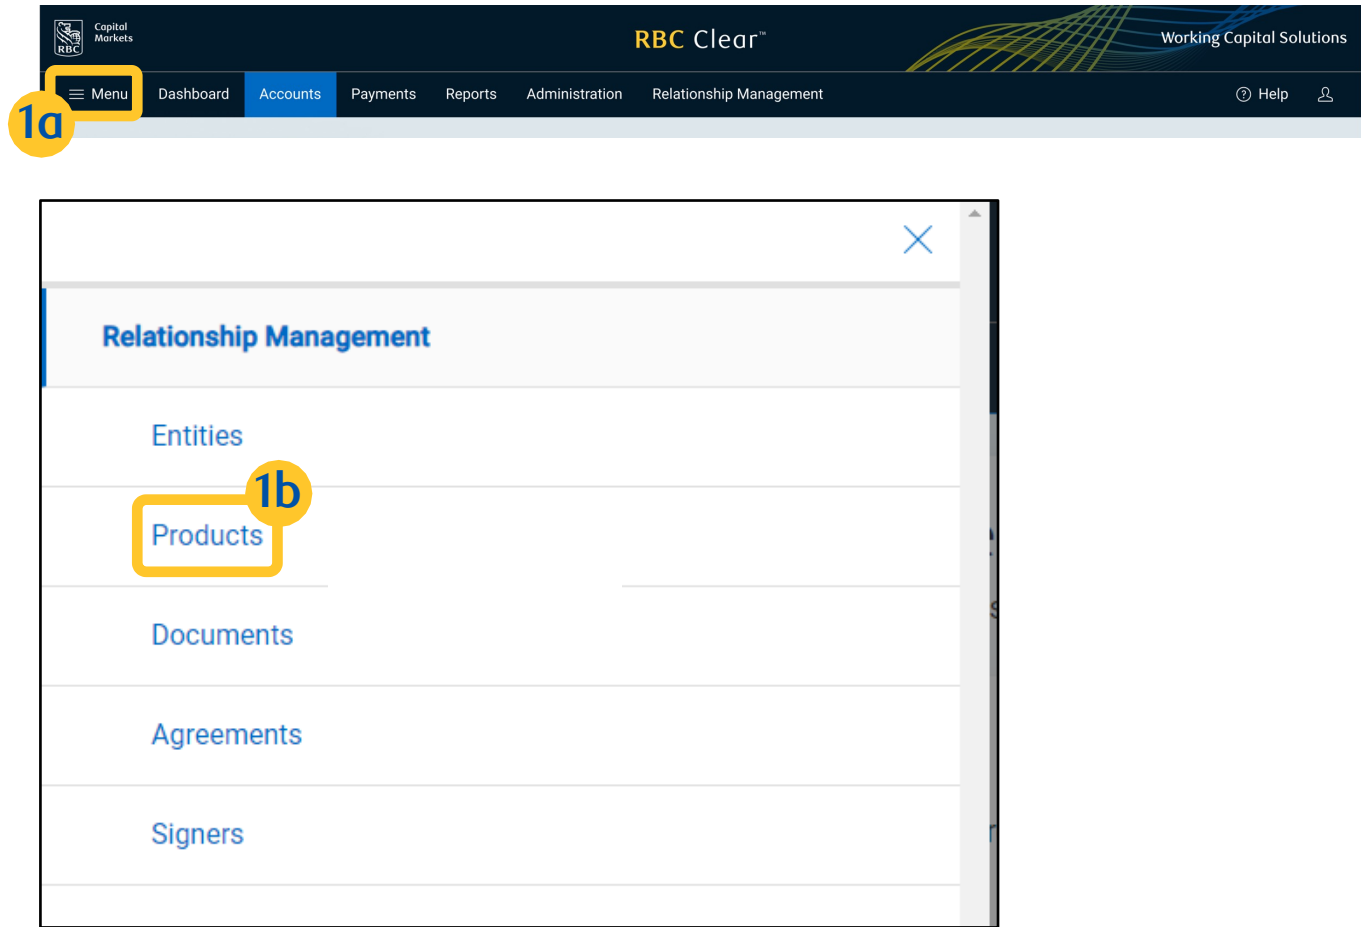 Capital
Markets
RBC
RBC Clear™
Working Capital Solutions
Menu Dashboard Accounts Payments Reports Administration Relationship Management Help
1a
Relationship Management
Entities
1b
Products
Documents
Agreements
Signers